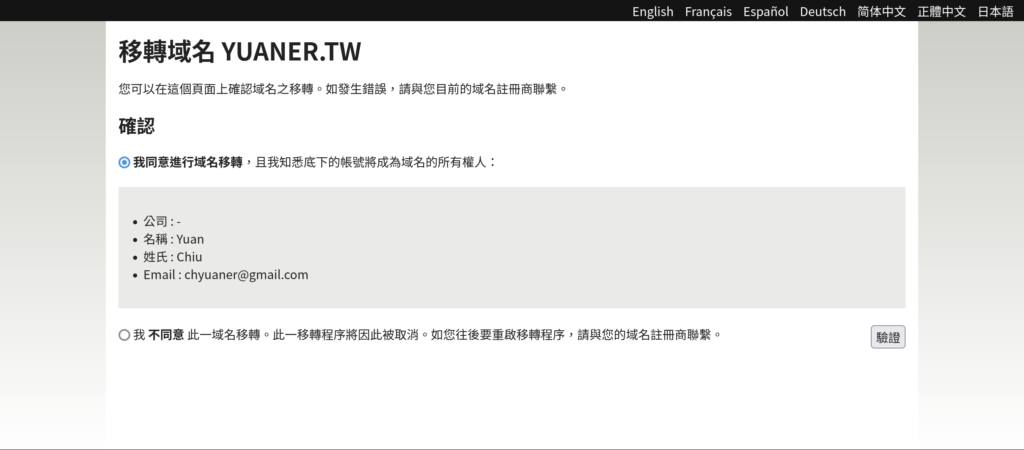 English Français Español Deutsch 简体中文 正體中文 日本語
移轉域名 YUANER.TW
您可以在這個頁面上確認域名之移轉。如發生錯誤，請與您目前的域名註冊商聯繫。
確認
我同意進行域名移轉，且我知悉底下的帳號將成為域名的所有權人：
公司 : -
名稱 : Yuan
姓氏 : Chiu
Email : chyuaner@gmail.com
我 不同意 此一域名移轉。此一移轉程序將因此被取消。如您往後要重啟移轉程序，請與您的域名註冊商聯繫。
驗證